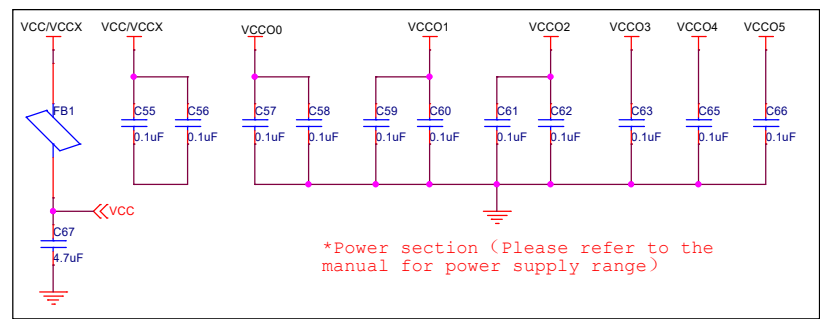 VCC/VCCX VCC/VCCX VCCO0 VCCO1 VCCO2 VCCO3 VCCO4 VCCO5
FB1 C55 C56 C57 C58 C59 C60 C61 C62 C63 C65 C66
0.1uF 0.1uF 0.1uF 0.1uF 0.1uF 0.1uF 0.1uF 0.1uF 0.1uF 0.1uF 0.1uF
VCC
C67
4.7uF
*Power section（Please refer to the
manual for power supply range）